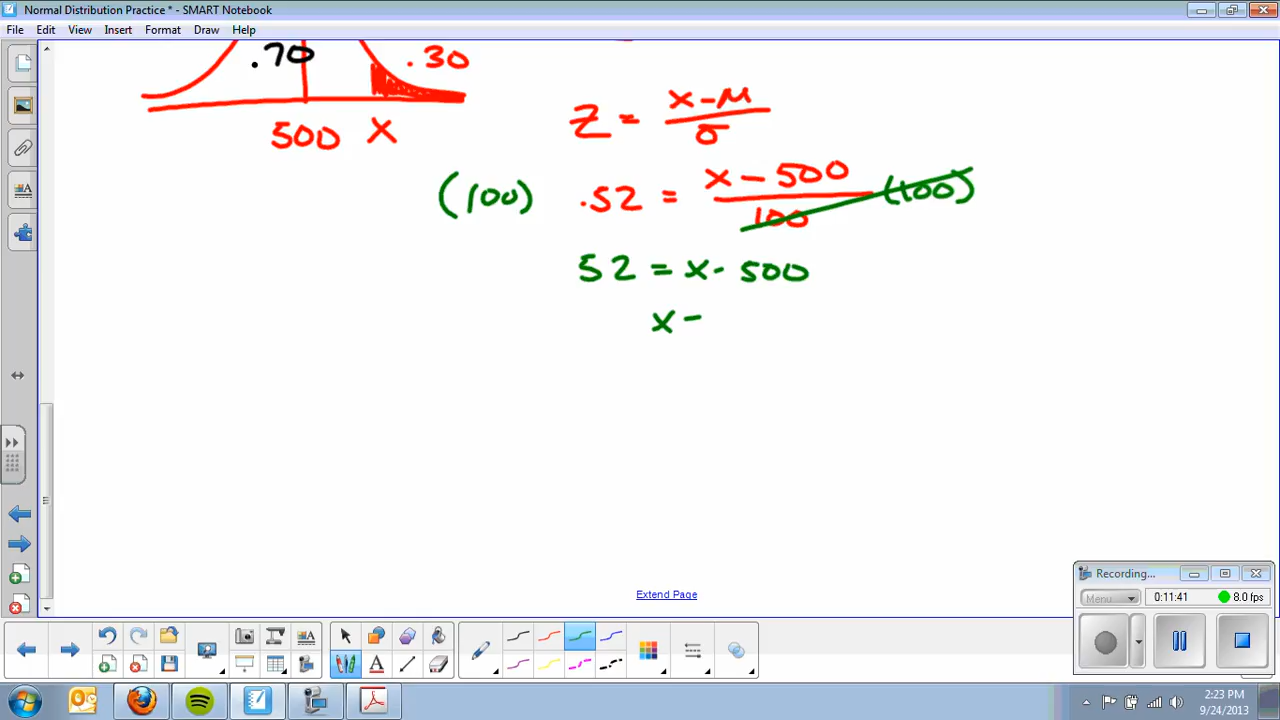 Normal Distribution Practice * - SMART Notebook
File Edit View Insert Format Draw Help
.70 .30
500 X
Z = x-μ / σ
(100) .52 = x - 500 / 100 (100)
52 = x - 500
x -
Extend Page
Recording...
Menu 0:11:41 8.0 fps
2:23 PM
9/24/2013